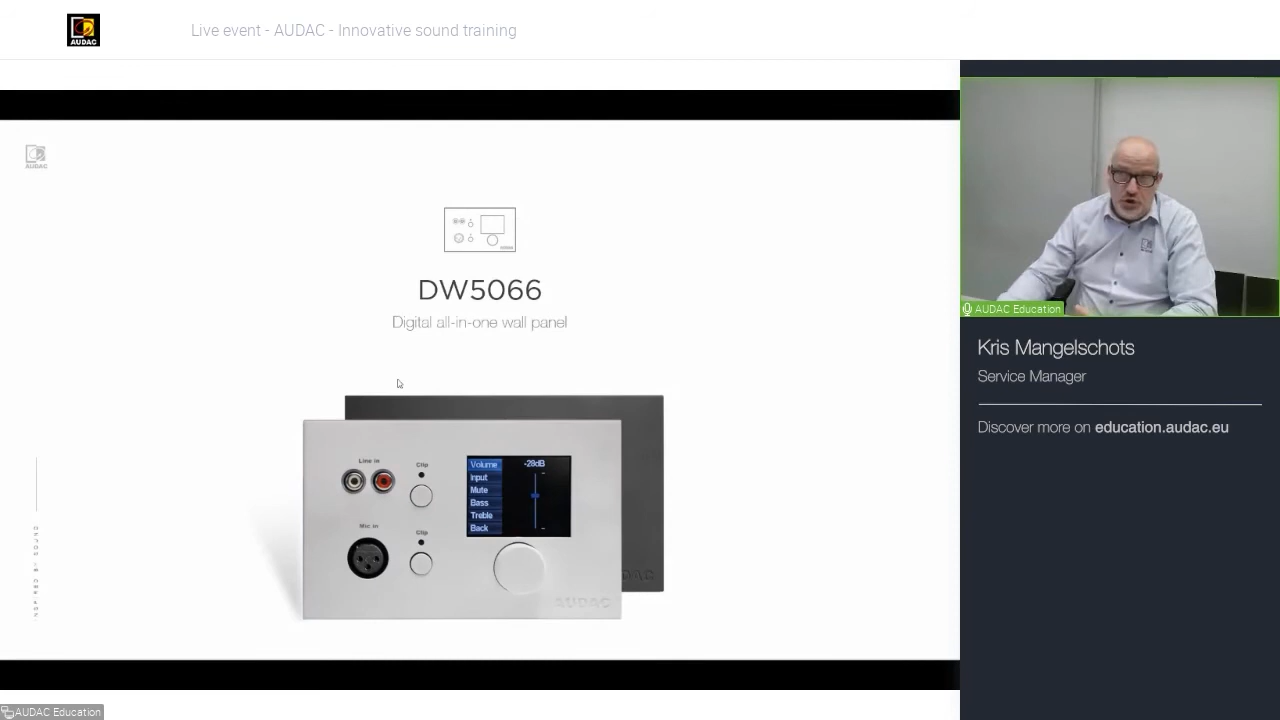 AUDAC
Live event - AUDAC - Innovative sound training
AUDAC
DW5066
Digital all-in-one wall panel
Line in
Clip
Mic in
Clip
Volume
-28dB
Input
Mute
Bass
Treble
Back
AUDAC
DAC
AUDAC Education
Kris Mangelschots
Service Manager
Discover more on education.audac.eu
AUDAC Education